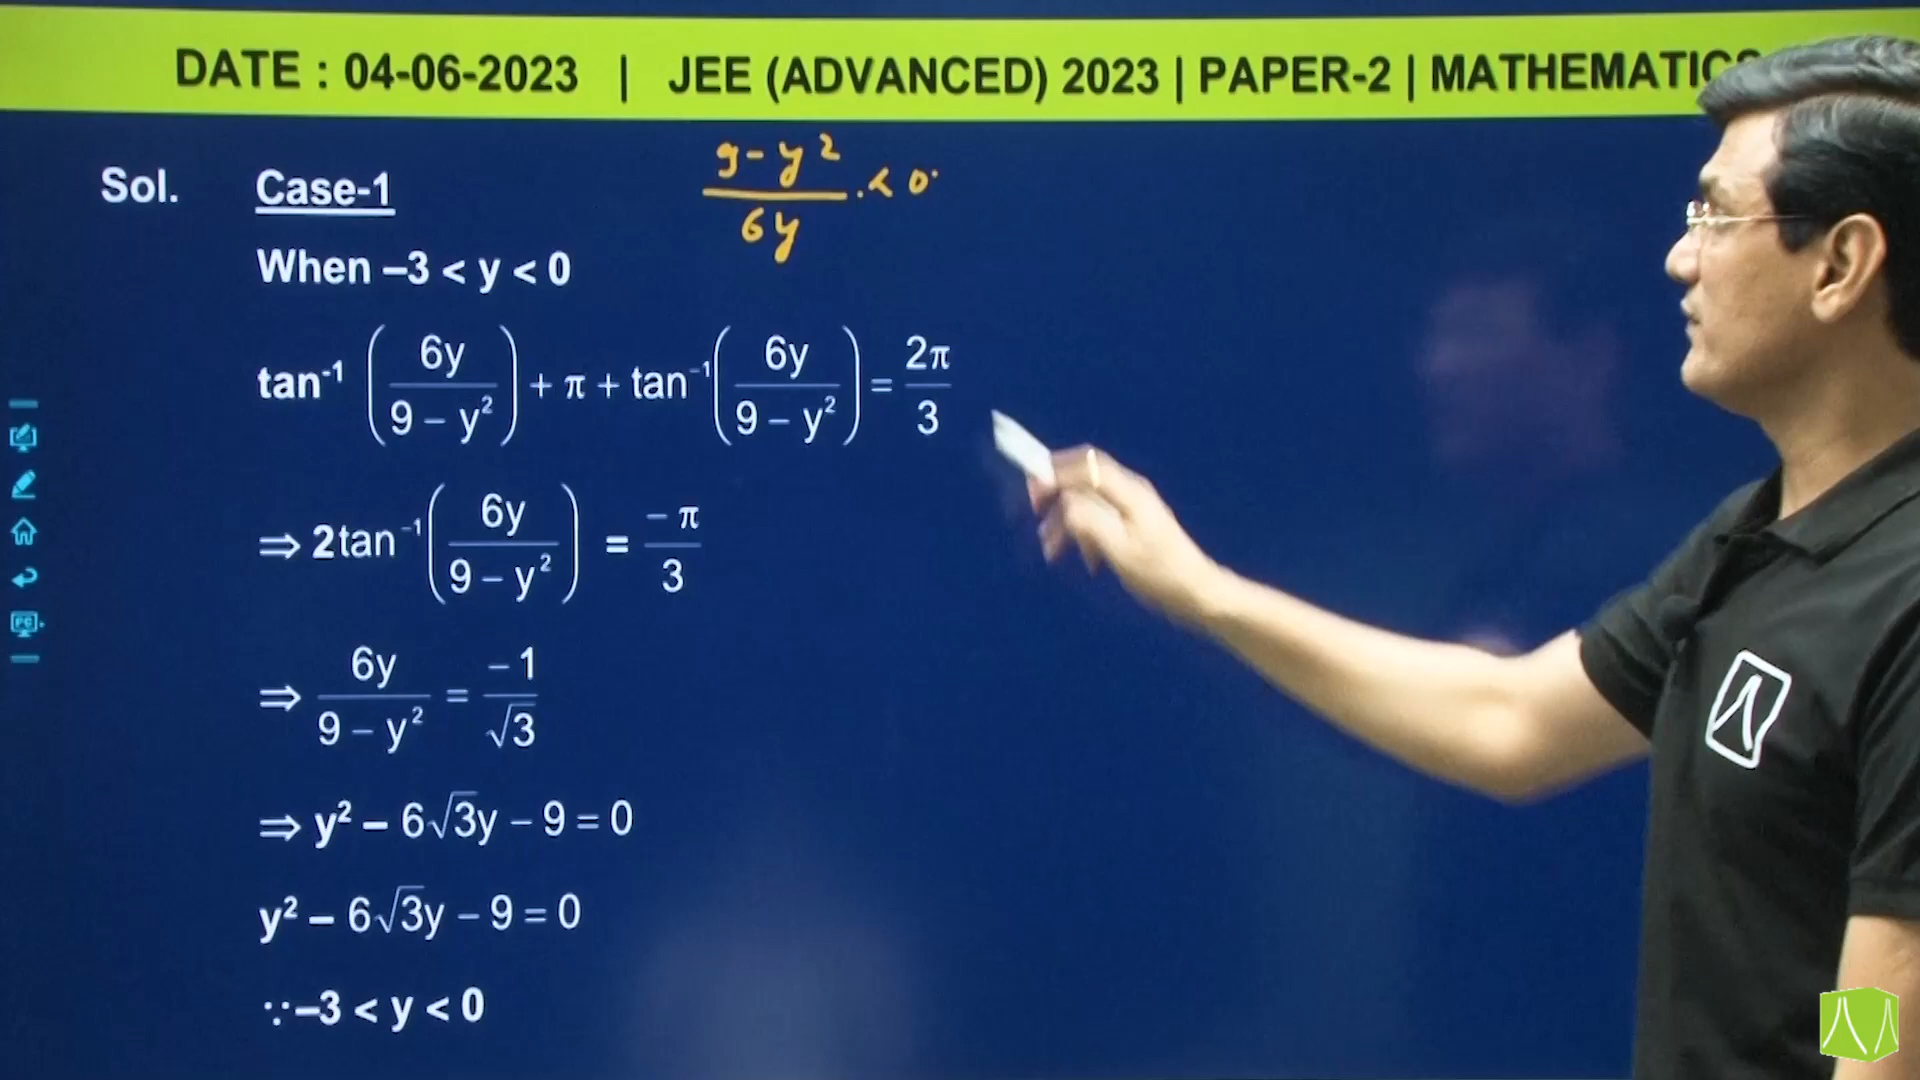 DATE : 04-06-2023 | JEE (ADVANCED) 2023 | PAPER-2 | MATHEMATICS
Sol. Case-1
9-y²/6y < 0
When –3 < y < 0
tan⁻¹(6y/(9 – y²)) + π + tan⁻¹(6y/(9 – y²)) = 2π/3
⇒ 2tan⁻¹(6y/(9 – y²)) = –π/3
⇒ 6y/(9 – y²) = –1/√3
⇒ y² – 6√3y – 9 = 0
y² – 6√3y – 9 = 0
∵ –3 < y < 0
PC